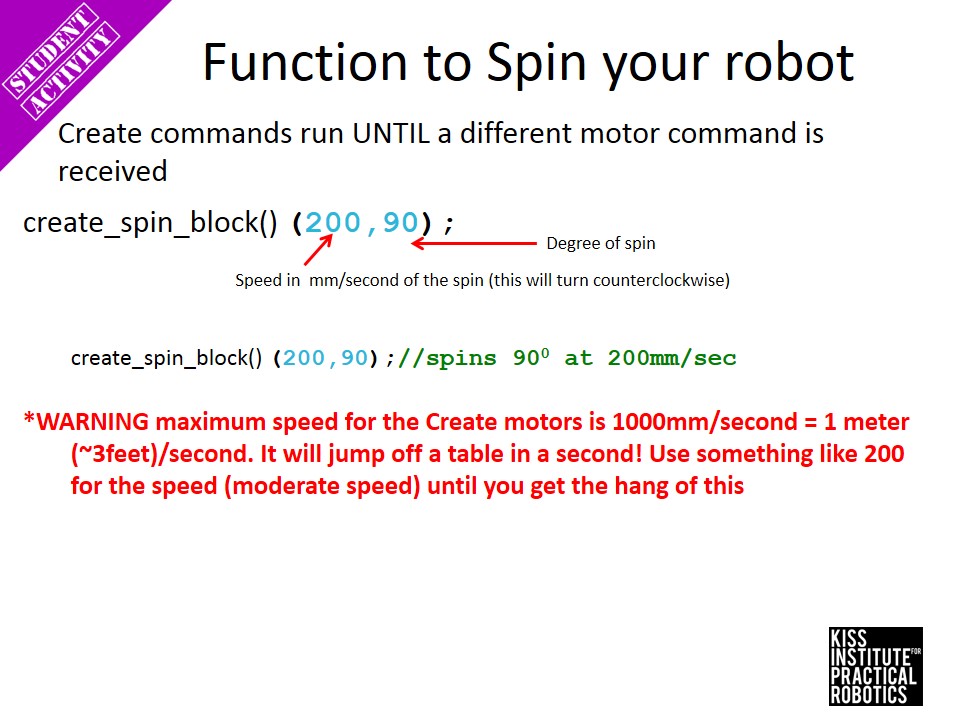 STUDENT
ACTIVITY
Function to Spin your robot
Create commands run UNTIL a different motor command is
received
create_spin_block() (200,90);
Degree of spin
Speed in  mm/second of the spin (this will turn counterclockwise)
create_spin_block() (200,90);//spins 90⁰ at 200mm/sec
*WARNING maximum speed for the Create motors is 1000mm/second = 1 meter
(~3feet)/second. It will jump off a table in a second! Use something like 200
for the speed (moderate speed) until you get the hang of this
KISS
INSTITUTE FOR
PRACTICAL
ROBOTICS